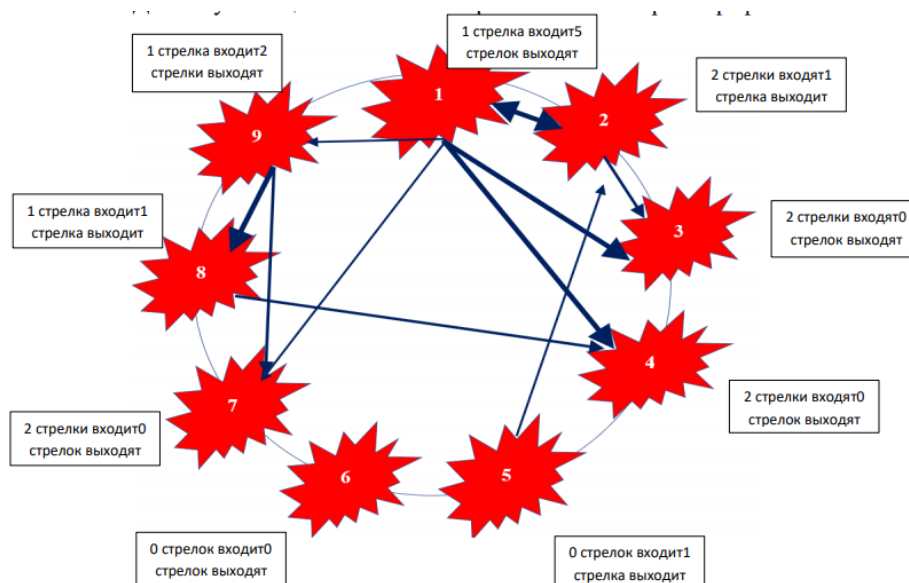 1 стрелка входит5
стрелок выходят
1 стрелка входит2
стрелки выходят
2 стрелки входят1
стрелка выходит
1
2
9
1 стрелка входит1
стрелка выходит
2 стрелки входят0
стрелок выходят
3
8
4
2 стрелки входят0
стрелок выходят
7
2 стрелки входит0
стрелок выходят
6
5
0 стрелок входит0
стрелок выходят
0 стрелок входит1
стрелка выходит